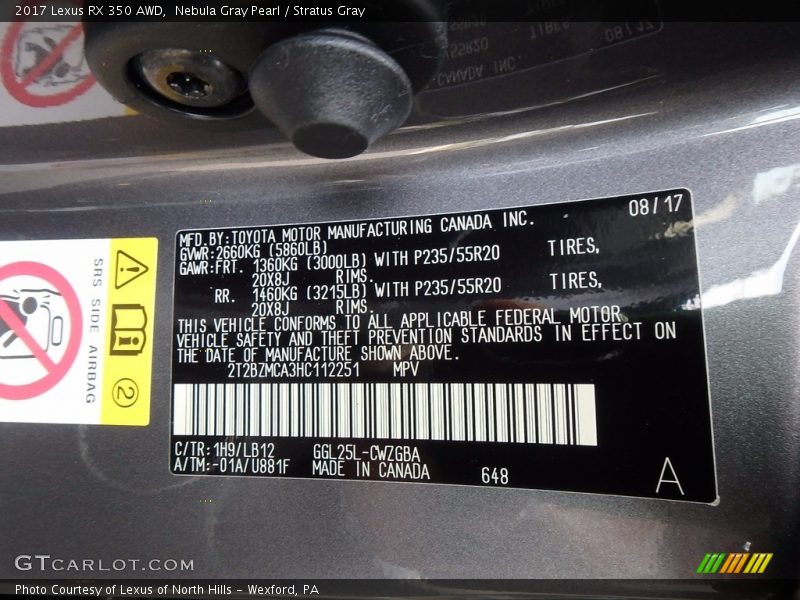 2017 Lexus RX 350 AWD, Nebula Gray Pearl / Stratus Gray
08/17
MFD. BY: TOYOTA MOTOR MANUFACTURING CANADA INC.
GVWR: 2660KG (5860LB)
GAWR: FRT. 1360KG (3000LB) WITH P235/55R20 TIRES,
20X8J RIMS.
RR. 1460KG (3215LB) WITH P235/55R20 TIRES,
20X8J RIMS.
THIS VEHICLE CONFORMS TO ALL APPLICABLE FEDERAL MOTOR
VEHICLE SAFETY AND THEFT PREVENTION STANDARDS IN EFFECT ON
THE DATE OF MANUFACTURE SHOWN ABOVE.
2T2BZMCA3HC112251 MPV
C/TR: 1H9/LB12 GGL25L-CWZGBA
A/TM: -01A/U881F MADE IN CANADA 648
A
SRS SIDE AIRBAG
2
GTCARLOT.COM
Photo Courtesy of Lexus of North Hills - Wexford, PA